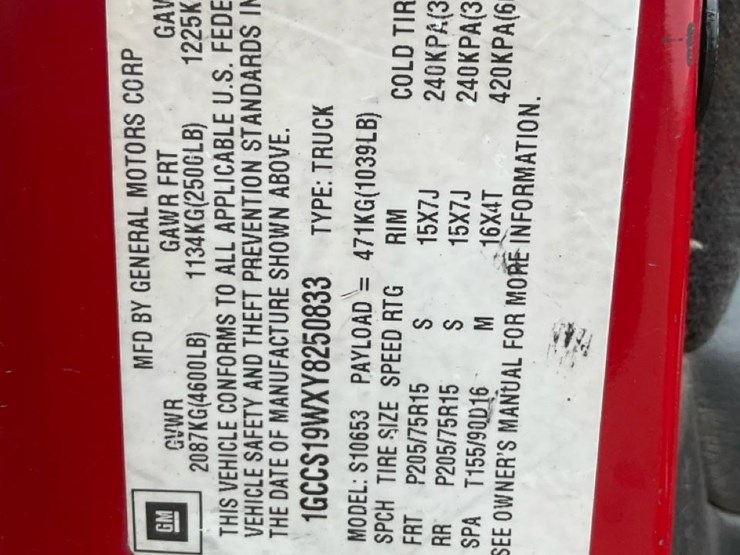 GM
MFD BY GENERAL MOTORS CORP
GVWR GAWR FRT
2087KG(4600LB) 1134KG(2500LB) 1225K
THIS VEHICLE CONFORMS TO ALL APPLICABLE U.S.
VEHICLE SAFETY AND THEFT PREVENTION STANDARDS
THE DATE OF MANUFACTURE SHOWN ABOVE.
1GCCS19WXY8250833 TYPE: TRUCK
MODEL: S10653 PAYLOAD = 471KG(1039LB)
SPCH TIRE SIZE SPEED RTG RIM COLD TIR
FRT P205/75R15 S 15X7J 240KPA(3
RR P205/75R15 S 15X7J 240KPA(3
SPA T155/90D16 M 16X4T 420KPA(6
SEE OWNER'S MANUAL FOR MORE INFORMATION.